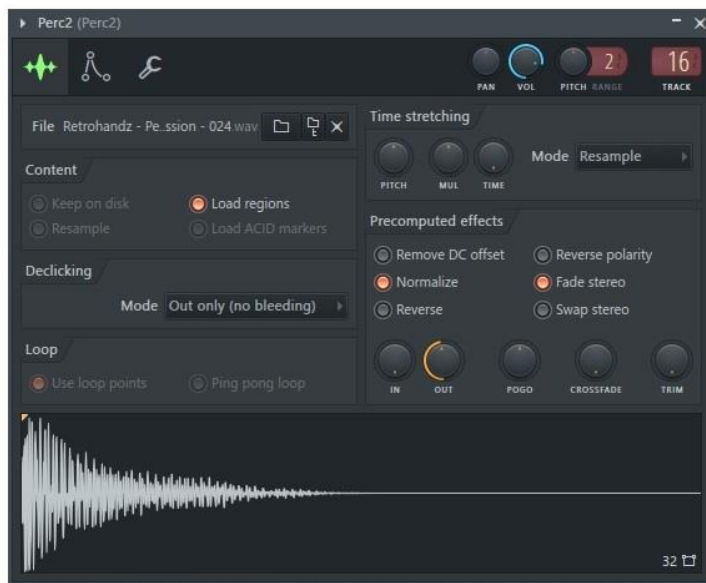 Perc2 (Perc2)
PAN VOL PITCH RANGE TRACK
2
16
File Retrohandz - Pe..ssion - 024.wav
Content
Keep on disk
Load regions
Resample
Load ACID markers
Declicking
Mode Out only (no bleeding)
Loop
Use loop points
Ping pong loop
Time stretching
PITCH MUL TIME
Mode Resample
Precomputed effects
Remove DC offset
Reverse polarity
Normalize
Fade stereo
Reverse
Swap stereo
IN OUT POGO CROSSFADE TRIM
32